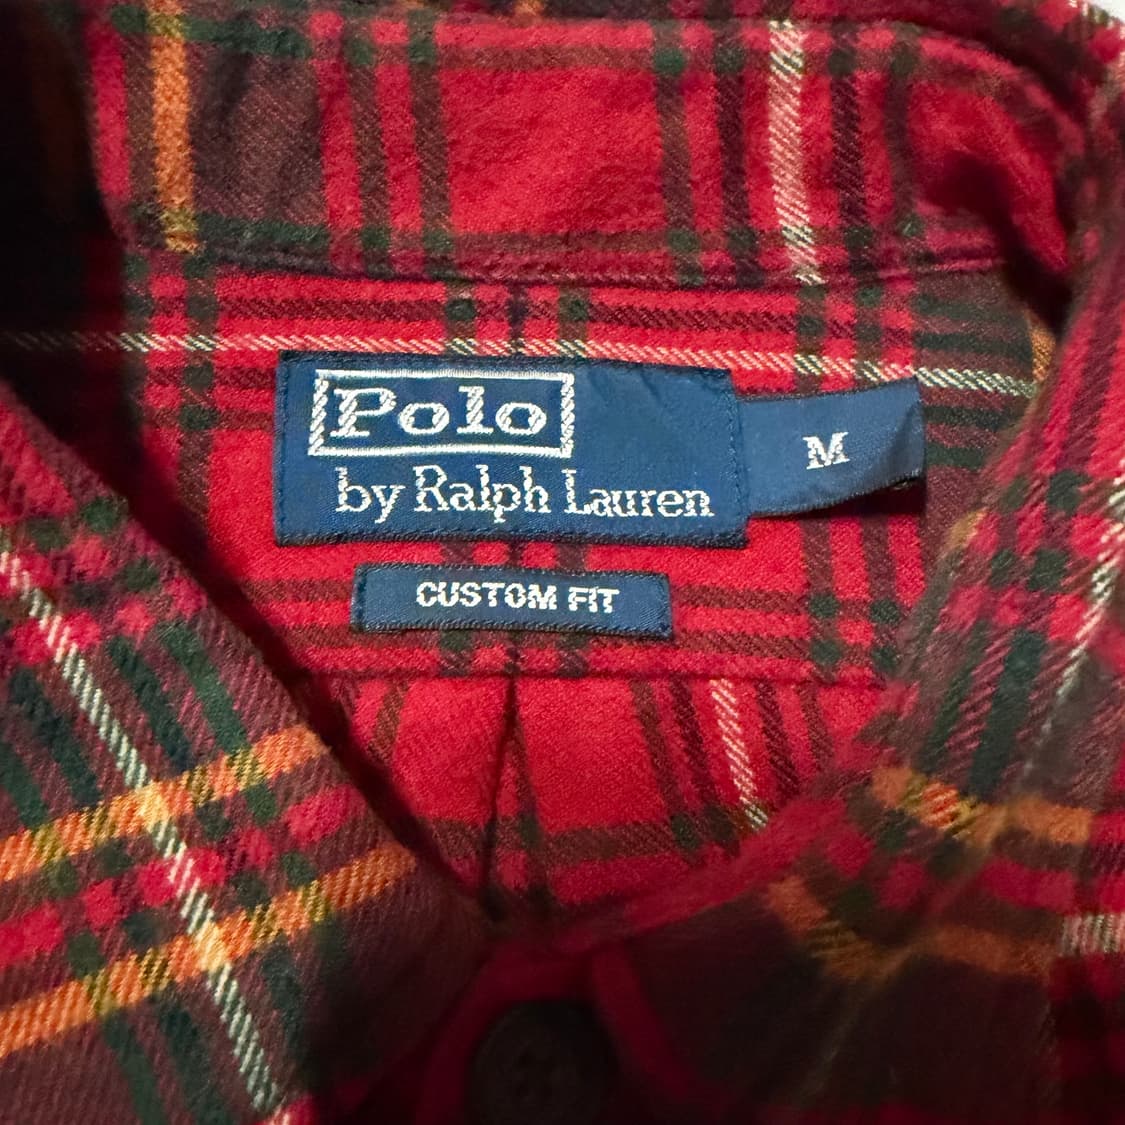 Polo
by Ralph Lauren
M
CUSTOM FIT